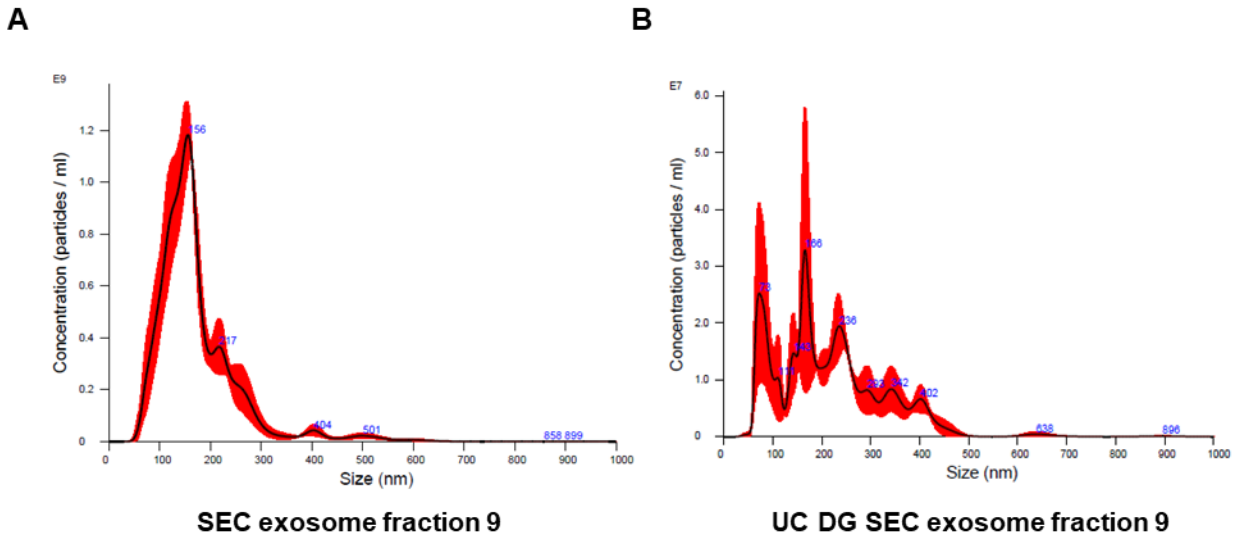 A
B
E9
Concentration (particles / ml)
1.2
1.0
0.8
0.6
0.4
0.2
0
156
217
404
501
858 899
0 100 200 300 400 500 600 700 800 900 1000
Size (nm)
SEC exosome fraction 9
E7
Concentration (particles / ml)
6.0
5.0
4.0
3.0
2.0
1.0
0
73
143
166
236
292
342
402
638
896
0 100 200 300 400 500 600 700 800 900 1000
Size (nm)
UC DG SEC exosome fraction 9